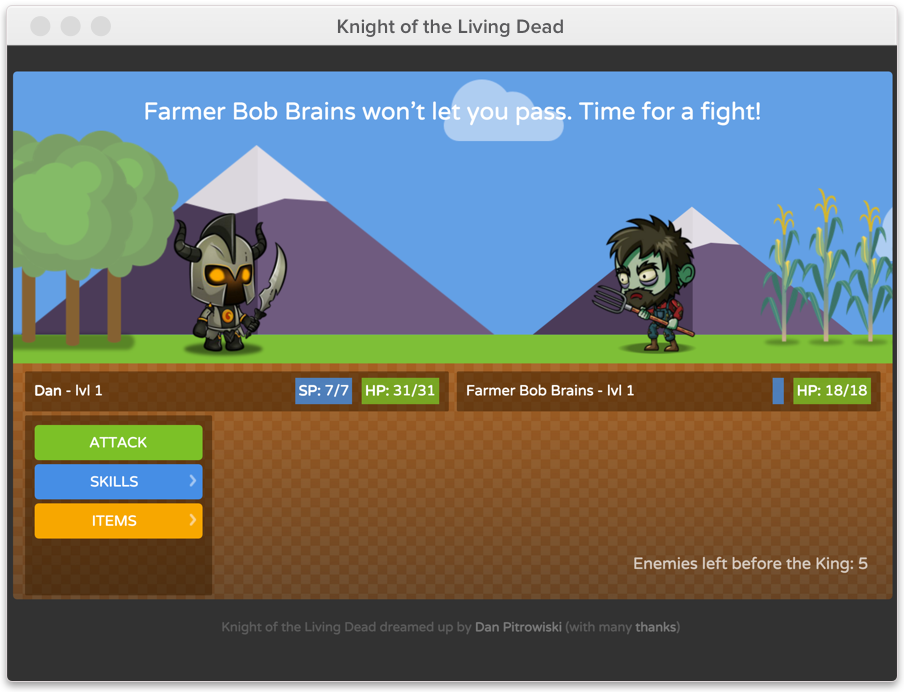 Knight of the Living Dead
Farmer Bob Brains won’t let you pass. Time for a fight!
Dan - lvl 1 SP: 7/7 HP: 31/31
Farmer Bob Brains - lvl 1 HP: 18/18
ATTACK
SKILLS
ITEMS
Enemies left before the King: 5
Knight of the Living Dead dreamed up by Dan Pitrowiski (with many thanks)